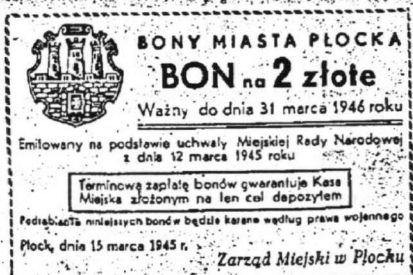 BONY MIASTA PŁOCKA
BON na 2 złote
Ważny do dnia 31 marca 1946 roku
Emitowany na podstawie uchwały Miejskiej Rady Narodowej
z dnia 12 marca 1945 roku
Terminową zapłatę bonów gwarantuje Kasa
Miejska złożonym na ten cel depozytem
Podrabianie niniejszych bonów będzie karane według prawa wojennego
Płock, dnia 15 marca 1945 r.
Zarząd Miejski w Płocku